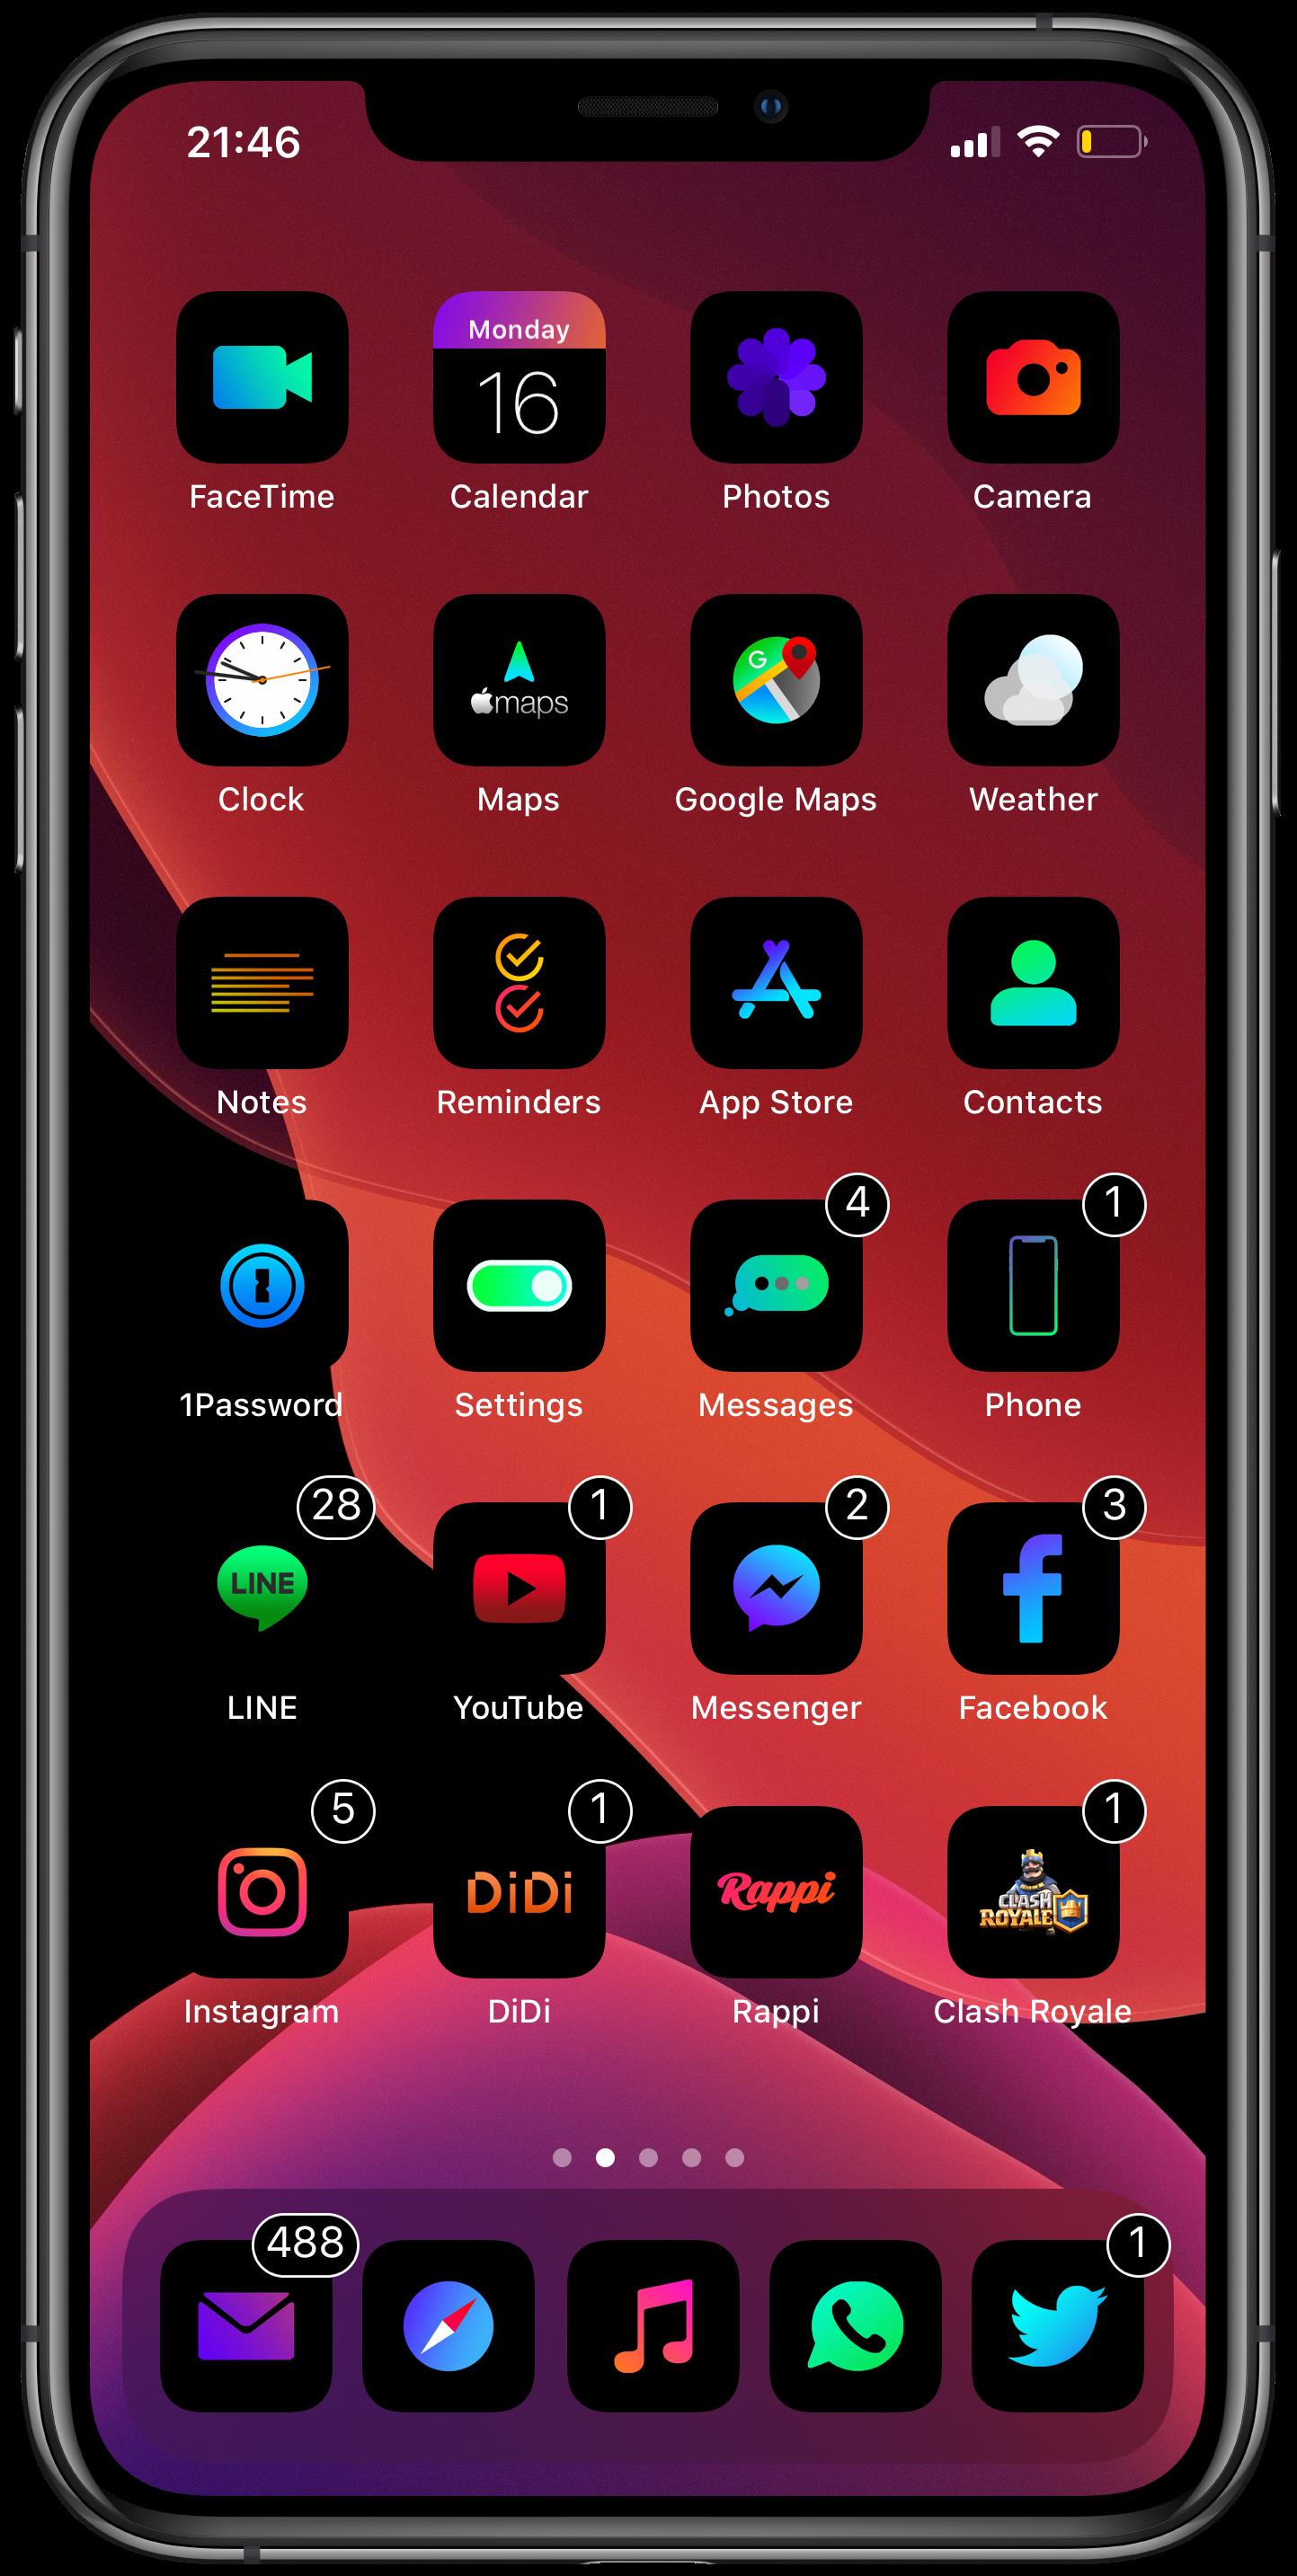 21:46
Monday
16
FaceTime Calendar Photos Camera
maps
G
Clock Maps Google Maps Weather
Notes Reminders App Store Contacts
4 1
1Password Settings Messages Phone
28 1 2 3
LINE
LINE YouTube Messenger Facebook
5 1 1
DiDi Rappi CLASH ROYALE
Instagram DiDi Rappi Clash Royale
488 1